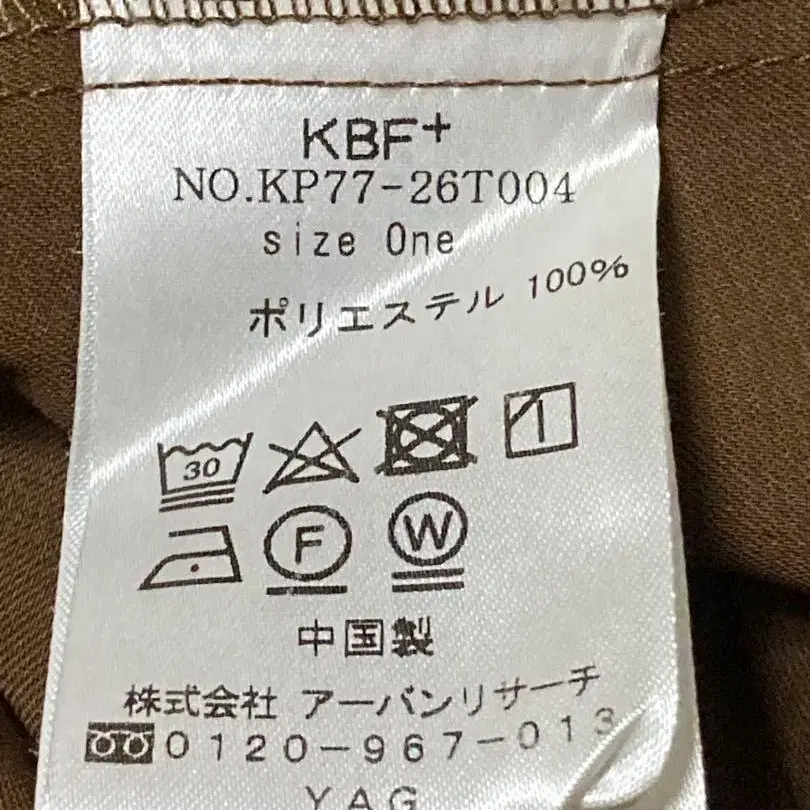 KBF+
NO.KP77-26T004
size One
ポリエステル 100%
30
F W
中国製
株式会社 アーバンリサーチ
0120-967-013
YAG